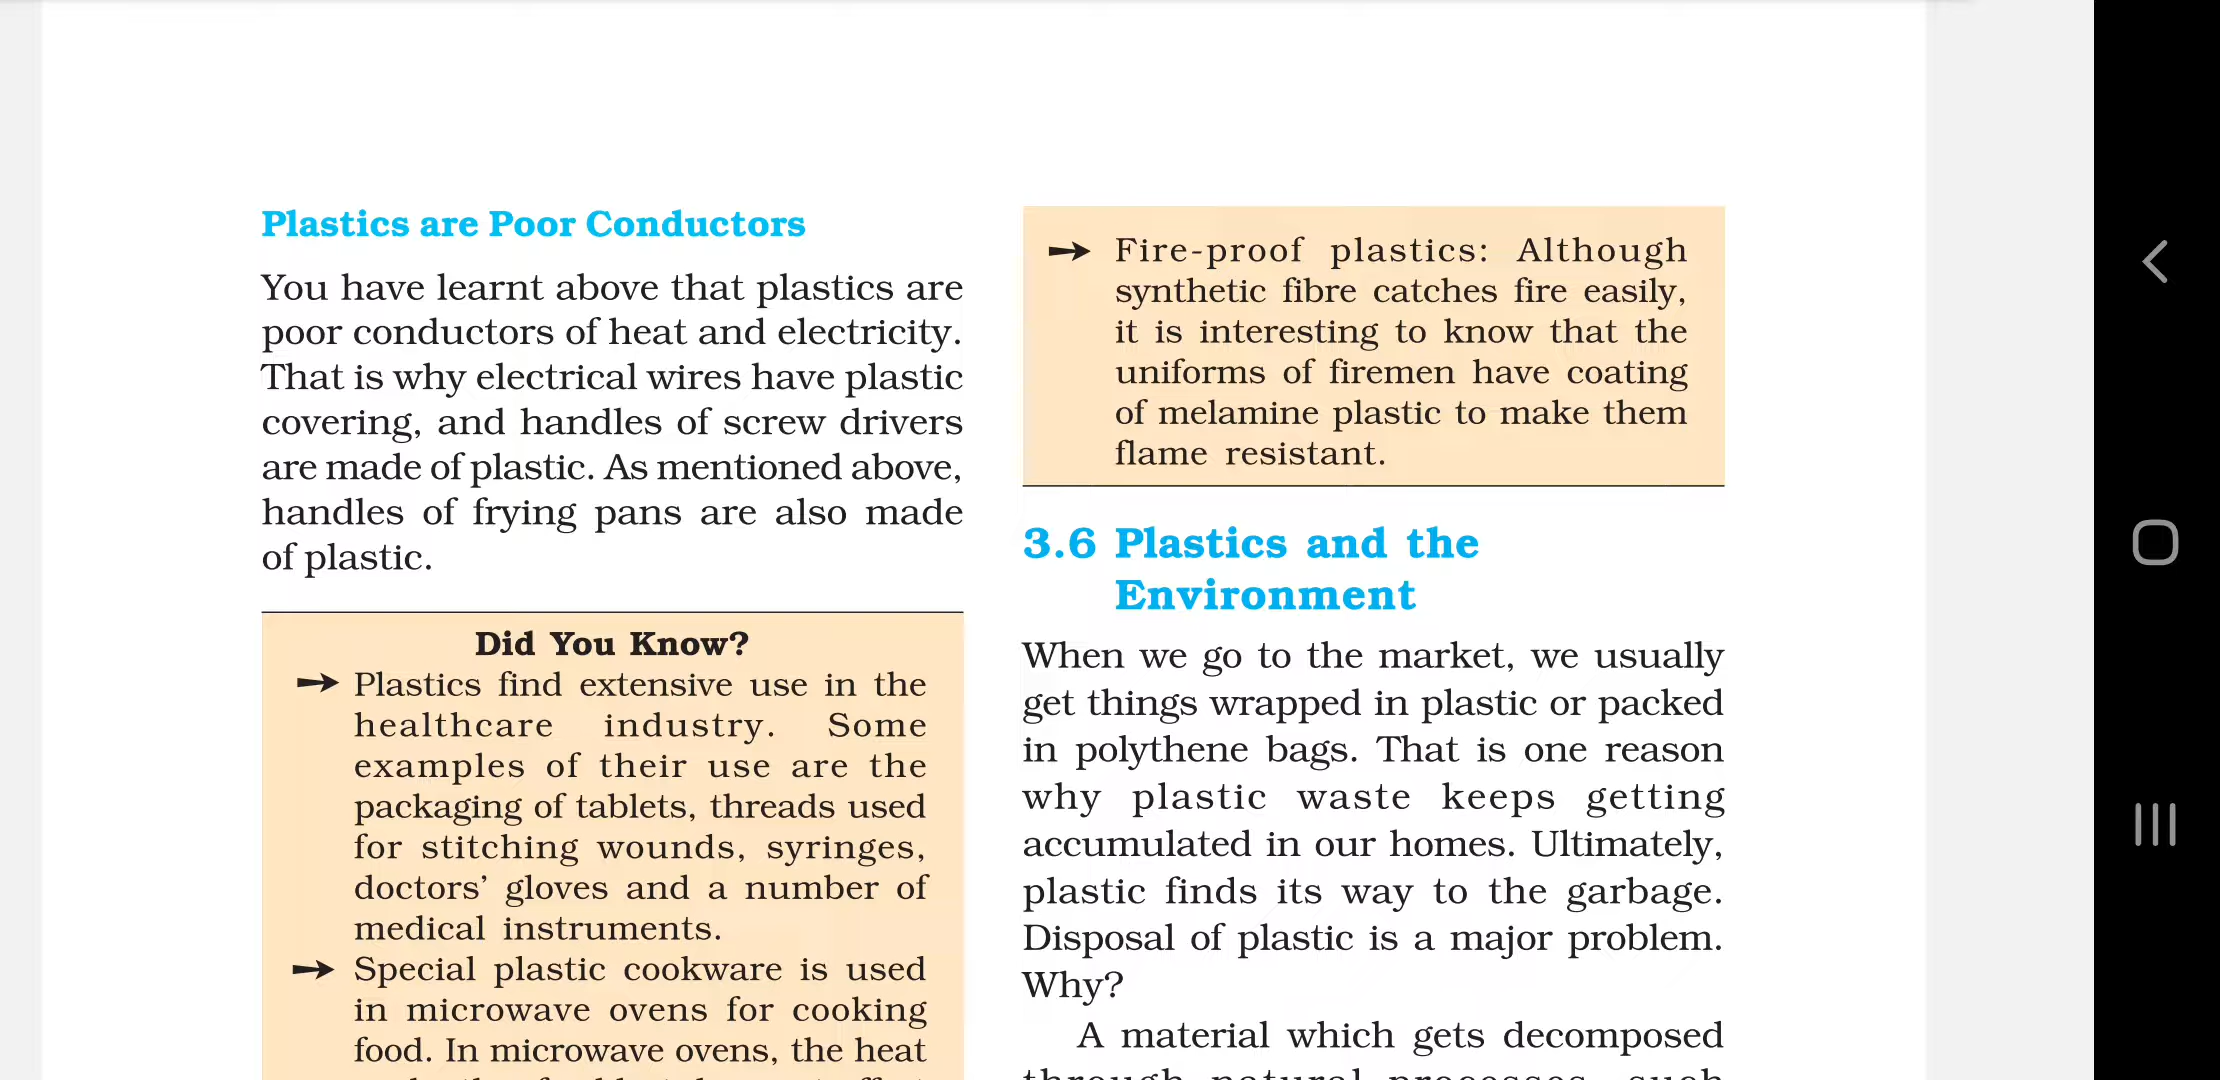 Plastics are Poor Conductors
You have learnt above that plastics are
poor conductors of heat and electricity.
That is why electrical wires have plastic
covering, and handles of screw drivers
are made of plastic. As mentioned above,
handles of frying pans are also made
of plastic.
Did You Know?
→ Plastics find extensive use in the
healthcare industry. Some
examples of their use are the
packaging of tablets, threads used
for stitching wounds, syringes,
doctors’ gloves and a number of
medical instruments.
→ Special plastic cookware is used
in microwave ovens for cooking
food. In microwave ovens, the heat
→ Fire-proof plastics: Although
synthetic fibre catches fire easily,
it is interesting to know that the
uniforms of firemen have coating
of melamine plastic to make them
flame resistant.
3.6 Plastics and the
Environment
When we go to the market, we usually
get things wrapped in plastic or packed
in polythene bags. That is one reason
why plastic waste keeps getting
accumulated in our homes. Ultimately,
plastic finds its way to the garbage.
Disposal of plastic is a major problem.
Why?
A material which gets decomposed
through natural processes, such